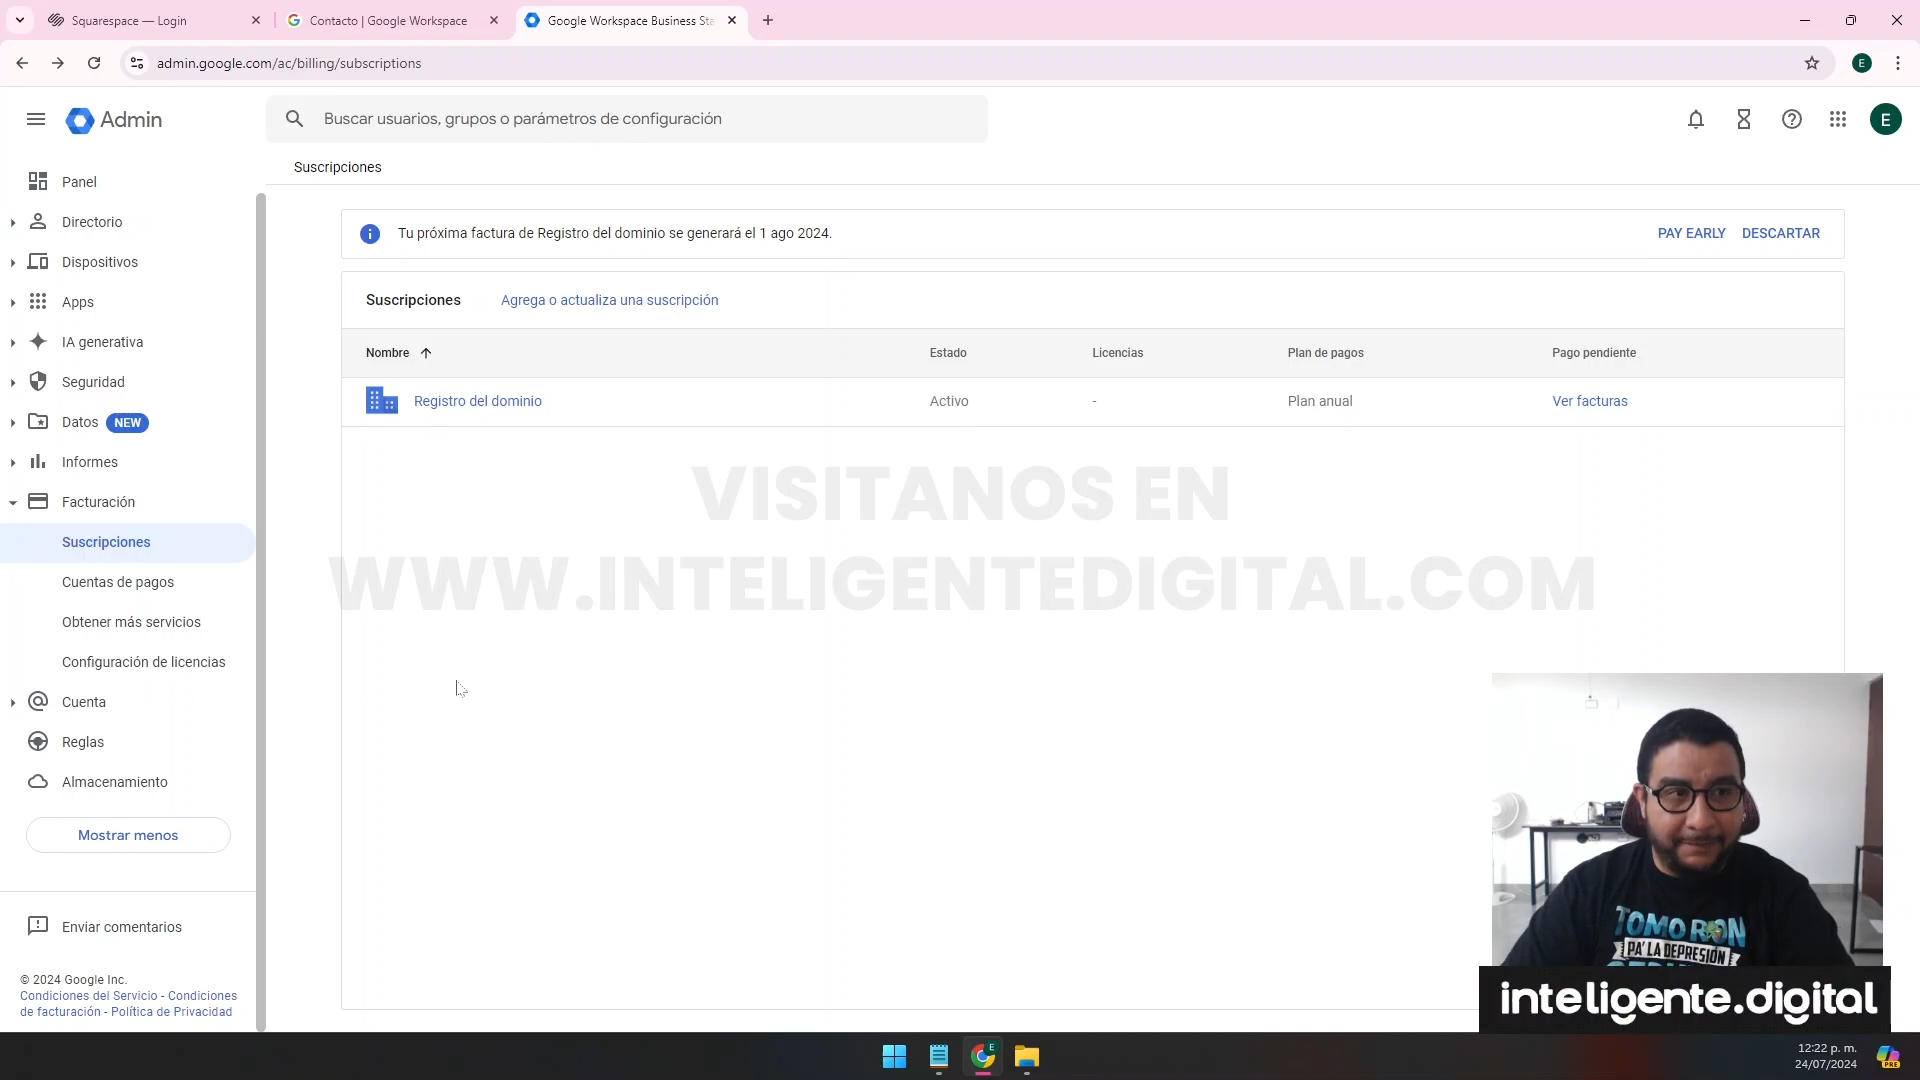 Squarespace — Login
Contacto | Google Workspace
Google Workspace Business Sta
admin.google.com/ac/billing/subscriptions
E
Admin
Buscar usuarios, grupos o parámetros de configuración
E
Suscripciones
Panel
Directorio
Dispositivos
Apps
IA generativa
Seguridad
Datos NEW
Informes
Facturación
Suscripciones
Cuentas de pagos
Obtener más servicios
Configuración de licencias
Cuenta
Reglas
Almacenamiento
Mostrar menos
Enviar comentarios
© 2024 Google Inc.
Condiciones del Servicio - Condiciones
de facturación - Política de Privacidad
Tu próxima factura de Registro del dominio se generará el 1 ago 2024.
PAY EARLY DESCARTAR
Suscripciones Agrega o actualiza una suscripción
Nombre Estado Licencias Plan de pagos Pago pendiente
Registro del dominio Activo - Plan anual Ver facturas
VISITANOS EN
WWW.INTELIGENTEDIGITAL.COM
PA' LA DEPRESIÓN
inteligente.digital
E
12:22 p. m.
24/07/2024
PRE